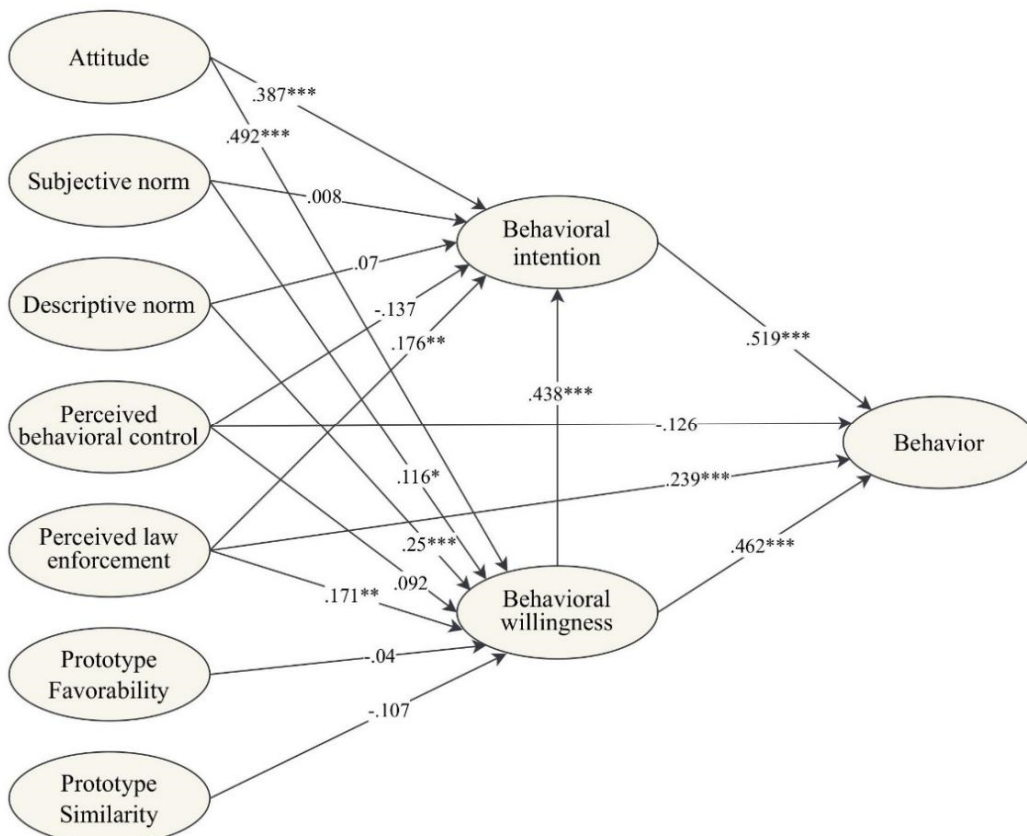 Attitude
.387***
.492***
Subjective norm
.008
Behavioral
intention
.07
Descriptive norm
-.137
.176**
.519***
.438***
Perceived
behavioral control
-.126
Behavior
.116*
.239***
Perceived law
enforcement
.25***
.462***
.092
.171**
Behavioral
willingness
Prototype
Favorability
-.04
-.107
Prototype
Similarity